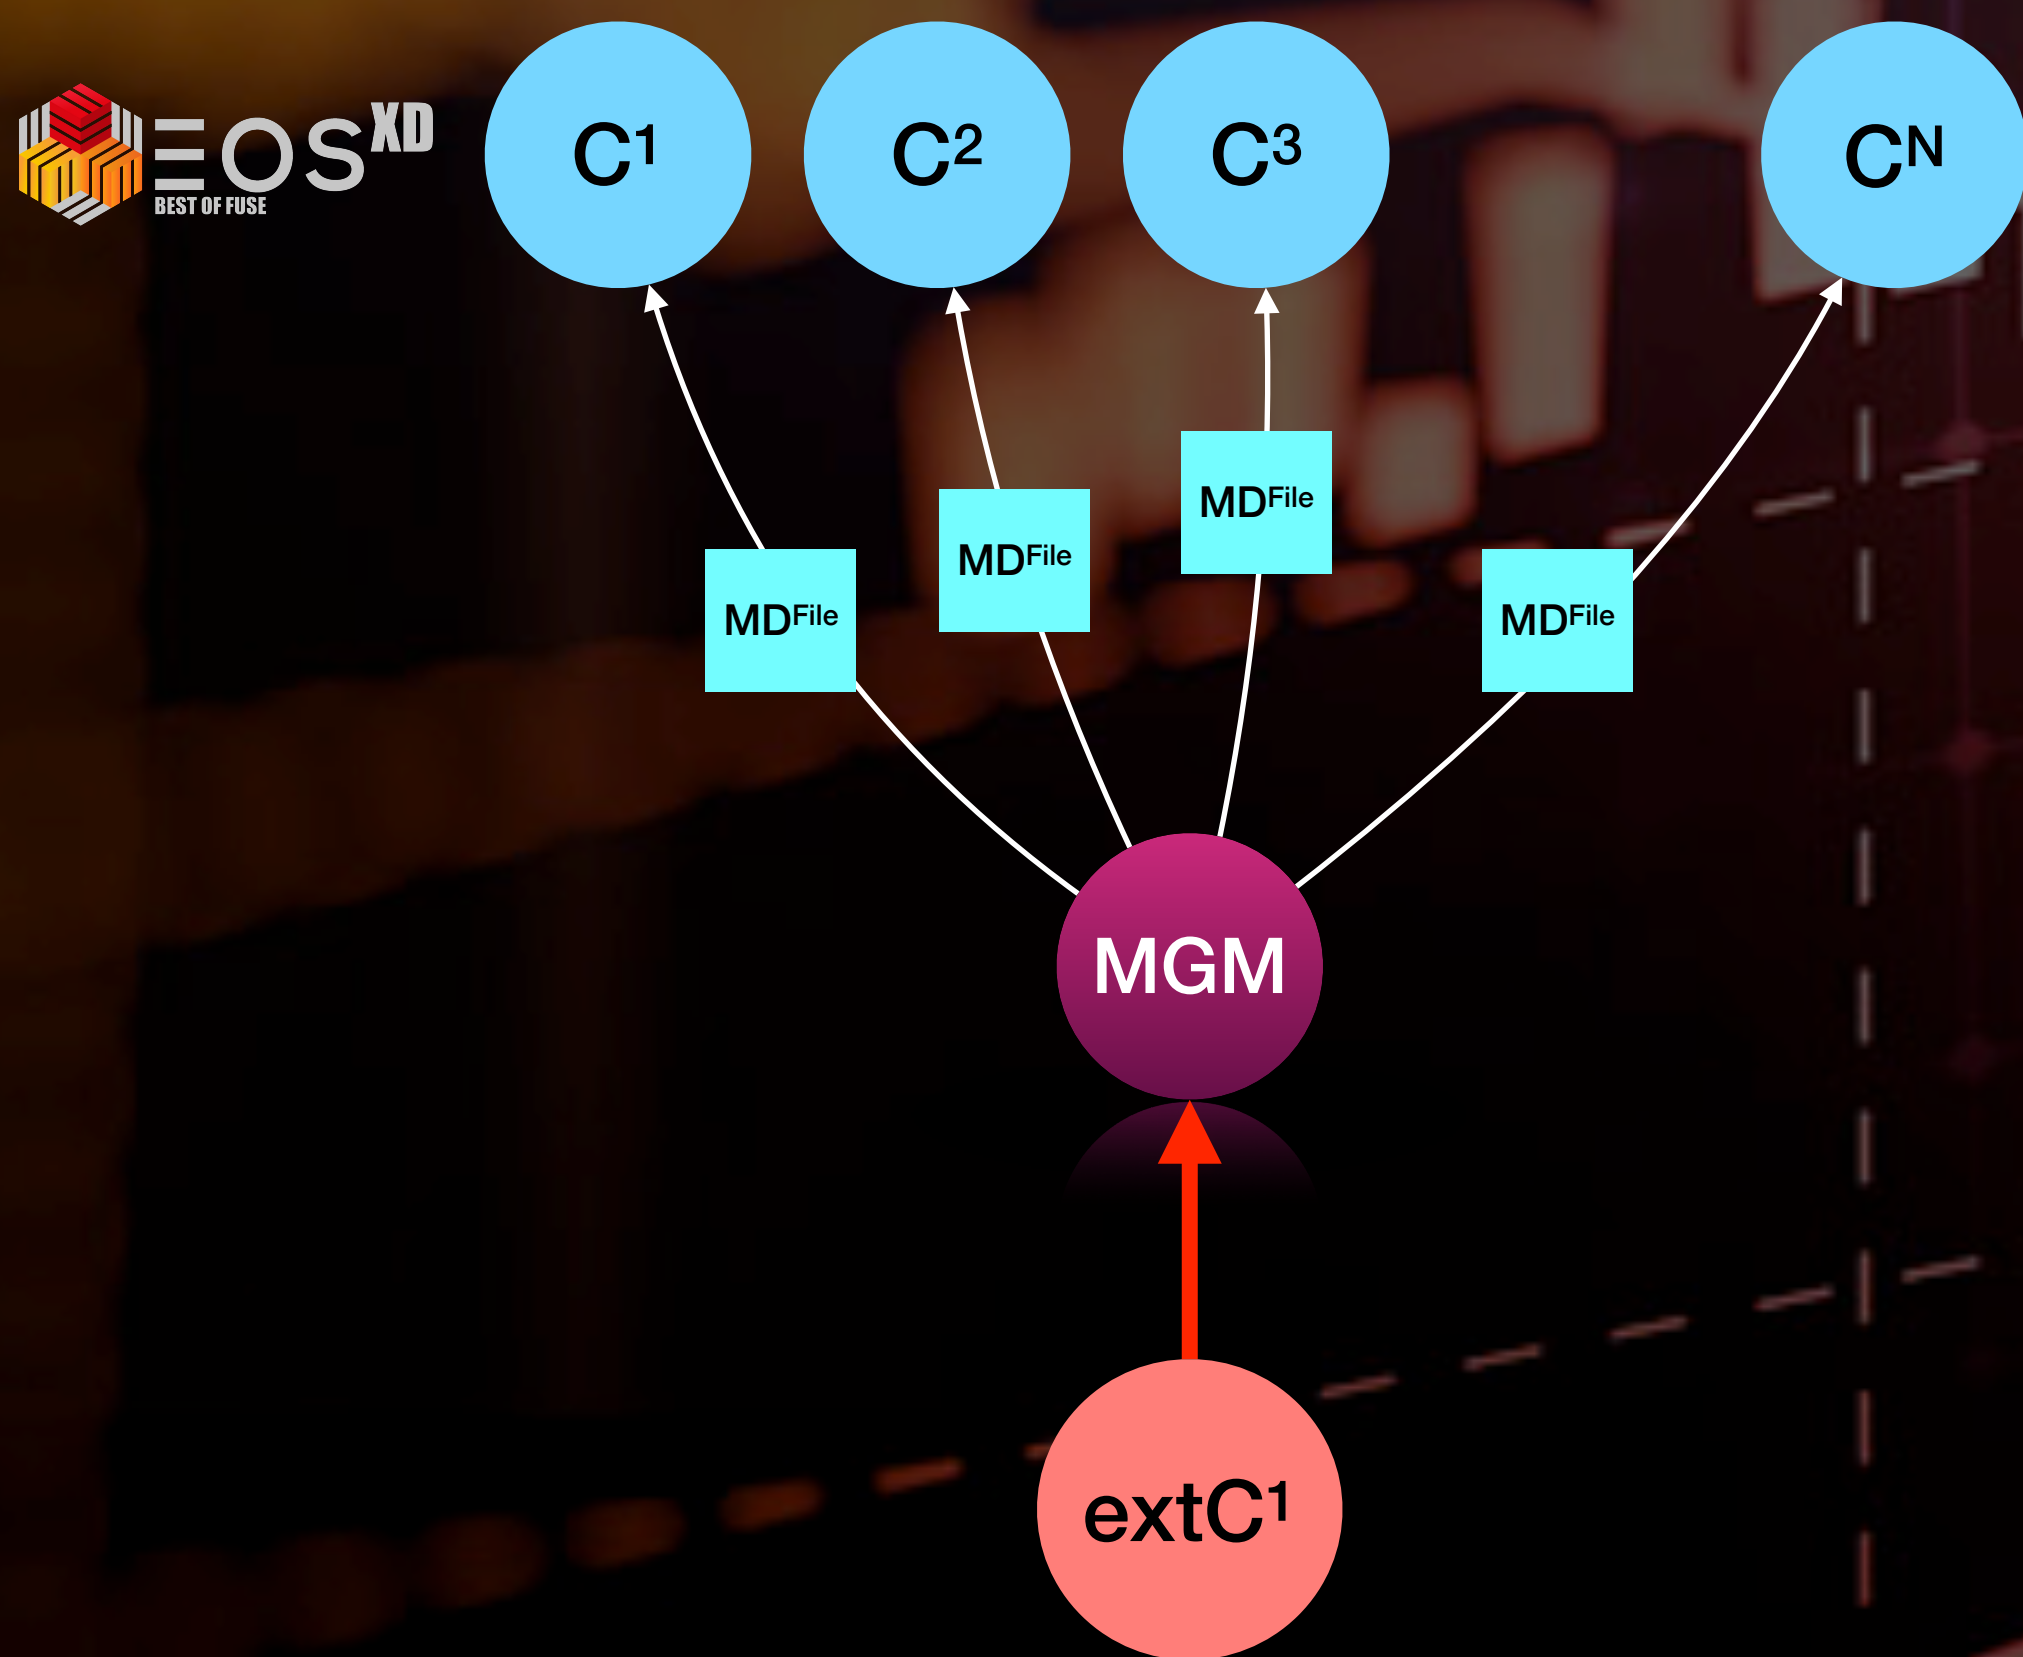 EOS XD
BEST OF FUSE
C1
C2
C3
CN
MDFile
MDFile
MDFile
MDFile
MGM
extC1